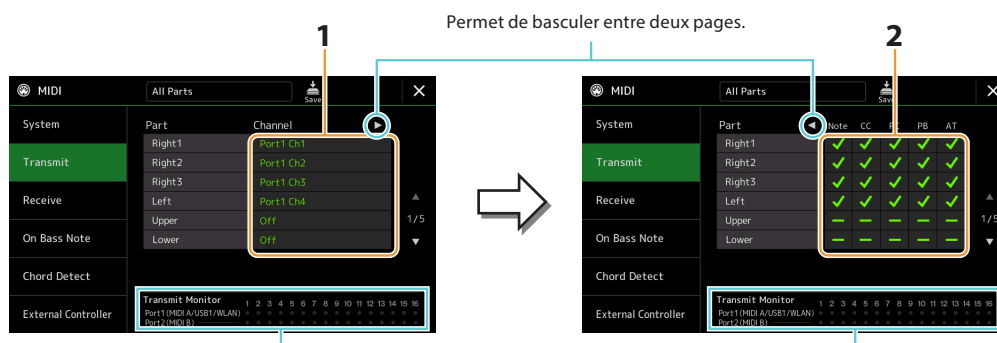 Permet de basculer entre deux pages.
1
2
MIDI
All Parts
Save
System
Transmit
Receive
On Bass Note
Chord Detect
External Controller
Part Channel
Right1 Port1 Ch1
Right2 Port1 Ch2
Right3 Port1 Ch3
Left Port1 Ch4
Upper Off
Lower Off
1/5
Transmit Monitor 1 2 3 4 5 6 7 8 9 10 11 12 13 14 15 16
Port1(MIDI A/USB1/WLAN)
Port2(MIDI B)
MIDI
All Parts
Save
System
Transmit
Receive
On Bass Note
Chord Detect
External Controller
Part Note CC PC PB AT
Right1
Right2
Right3
Left
Upper
Lower
1/5
Transmit Monitor 1 2 3 4 5 6 7 8 9 10 11 12 13 14 15 16
Port1(MIDI A/USB1/WLAN)
Port2(MIDI B)